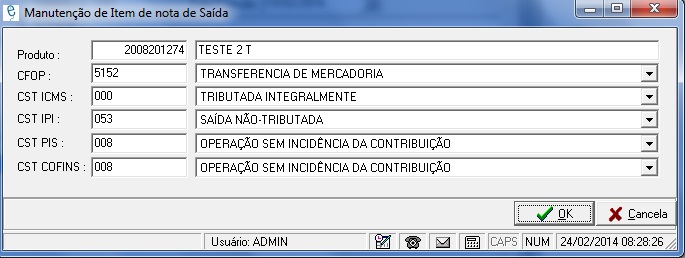 Manutenção de Item de nota de Saída
Produto : 2008201274 TESTE 2 T
CFOP : 5152 TRANSFERENCIA DE MERCADORIA
CST ICMS : 000 TRIBUTADA INTEGRALMENTE
CST IPI : 053 SAÍDA NÃO-TRIBUTADA
CST PIS : 008 OPERAÇÃO SEM INCIDÊNCIA DA CONTRIBUIÇÃO
CST COFINS : 008 OPERAÇÃO SEM INCIDÊNCIA DA CONTRIBUIÇÃO
OK Cancela
Usuário: ADMIN CAPS NUM 24/02/2014 08:28:26